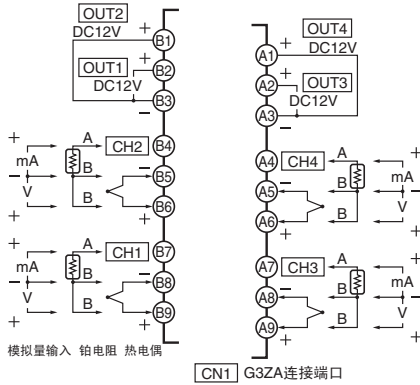 OUT2
DC12V
+
B1
OUT1
+
B2
DC12V
B3
−
+
A
CH2
B4
mA
−
B
−
B5
V
+
B
+
B6
+
A
CH1
B7
mA
−
B
−
B8
V
+
B
+
B9
模拟量输入 铂电阻 热电偶
OUT4
+
DC12V
A1
+
OUT3
A2
DC12V
A3
−
A4
CH4
A
+
A5
−
B
mA
−
A6
+
B
V
+
A7
CH3
A
+
A8
−
B
mA
−
A9
+
B
V
+
CN1 G3ZA连接端口